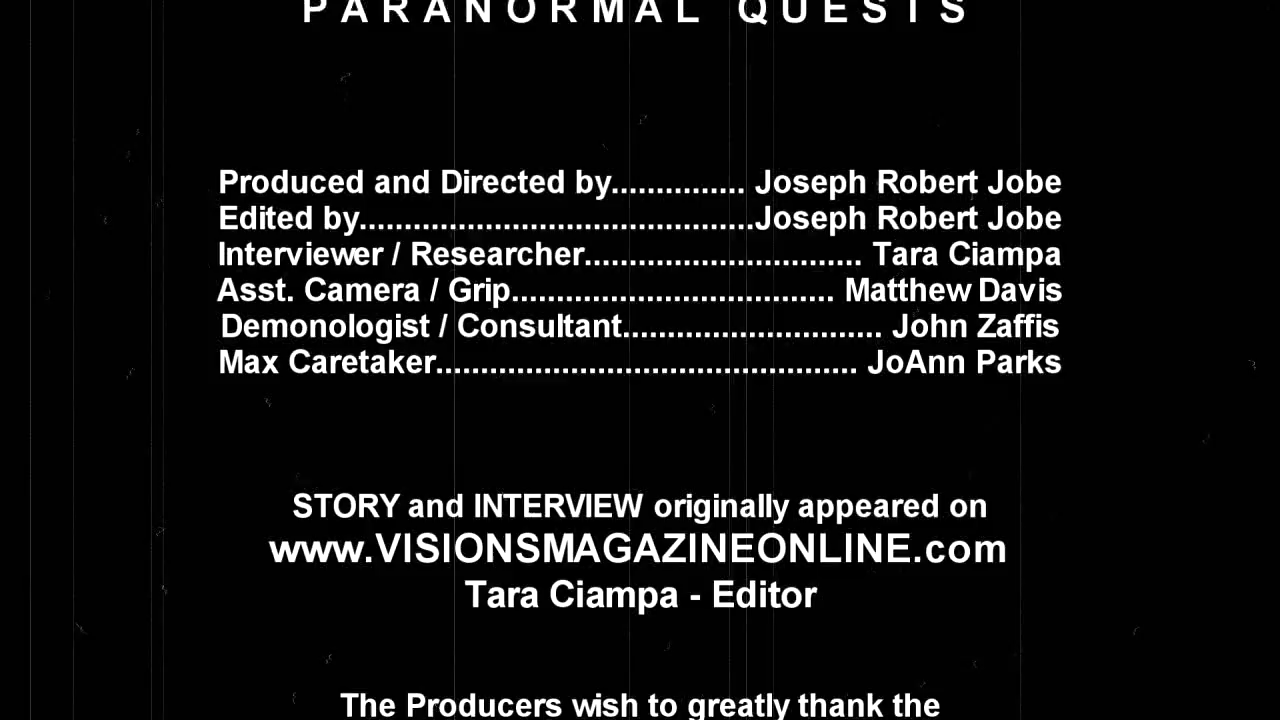 PARANORMAL QUESTS
Produced and Directed by............... Joseph Robert Jobe
Edited by............................................Joseph Robert Jobe
Interviewer / Researcher............................... Tara Ciampa
Asst. Camera / Grip.................................... Matthew Davis
Demonologist / Consultant............................. John Zaffis
Max Caretaker............................................... JoAnn Parks
STORY and INTERVIEW originally appeared on
www.VISIONSMAGAZINEONLINE.com
Tara Ciampa - Editor
The Producers wish to greatly thank the